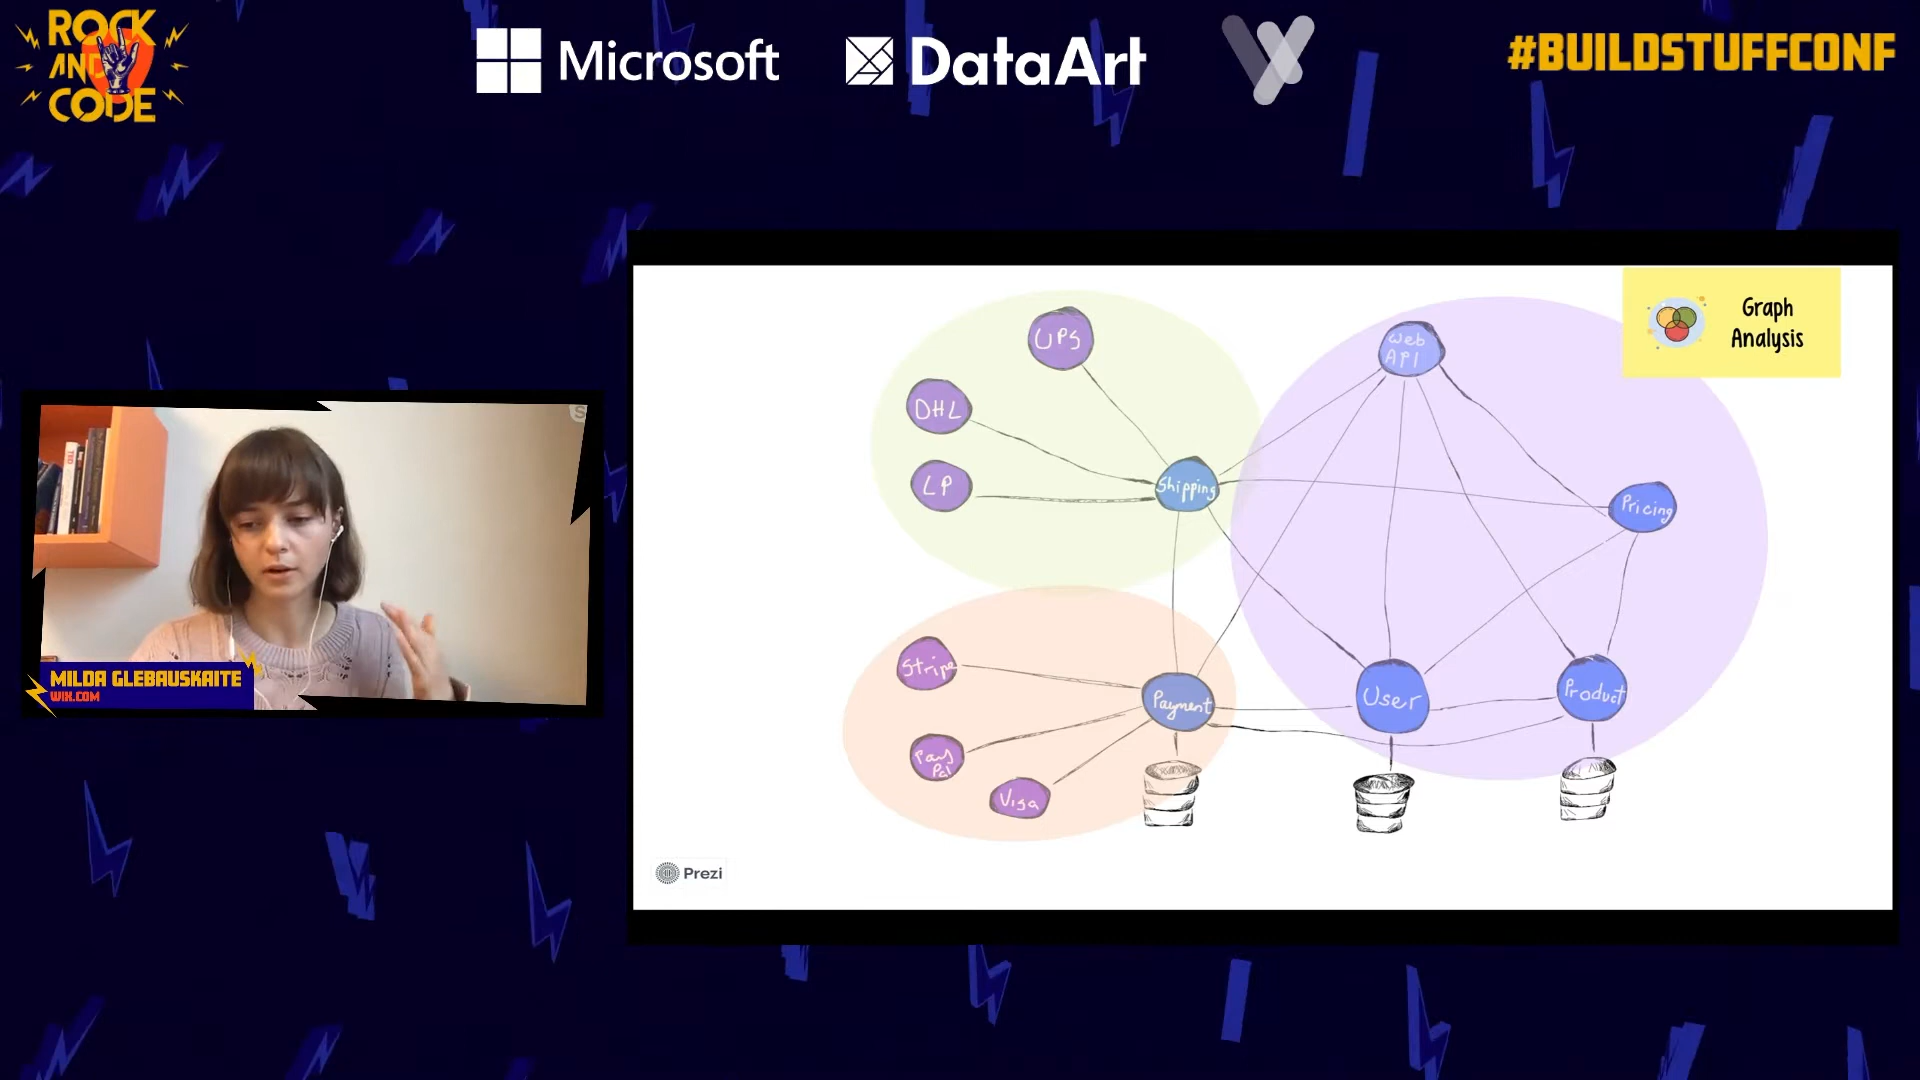 ROCK
AND
CODE
Microsoft
DataArt
#BUILDSTUFFCONF
Graph
Analysis
UPS
Web
API
DHL
LP
Shipping
Pricing
Stripe
Payment
User
Product
Pay
Pal
Visa
Prezi
MILDA GLEBAUSKAITE
WIX.COM